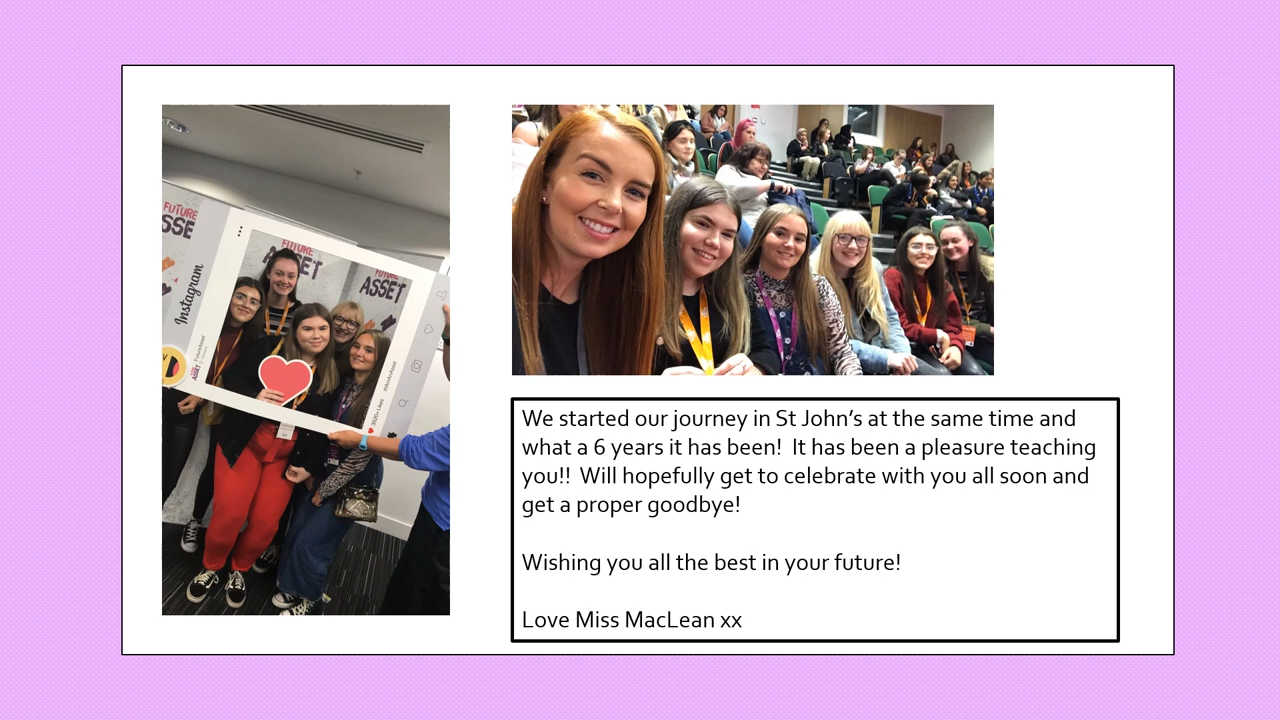 FUTURE
ASSE
FUTURE
ASSET
FUTURE
ASSET
Instagram
We started our journey in St John’s at the same time and
what a 6 years it has been!  It has been a pleasure teaching
you!!  Will hopefully get to celebrate with you all soon and
get a proper goodbye!
Wishing you all the best in your future!
Love Miss MacLean xx